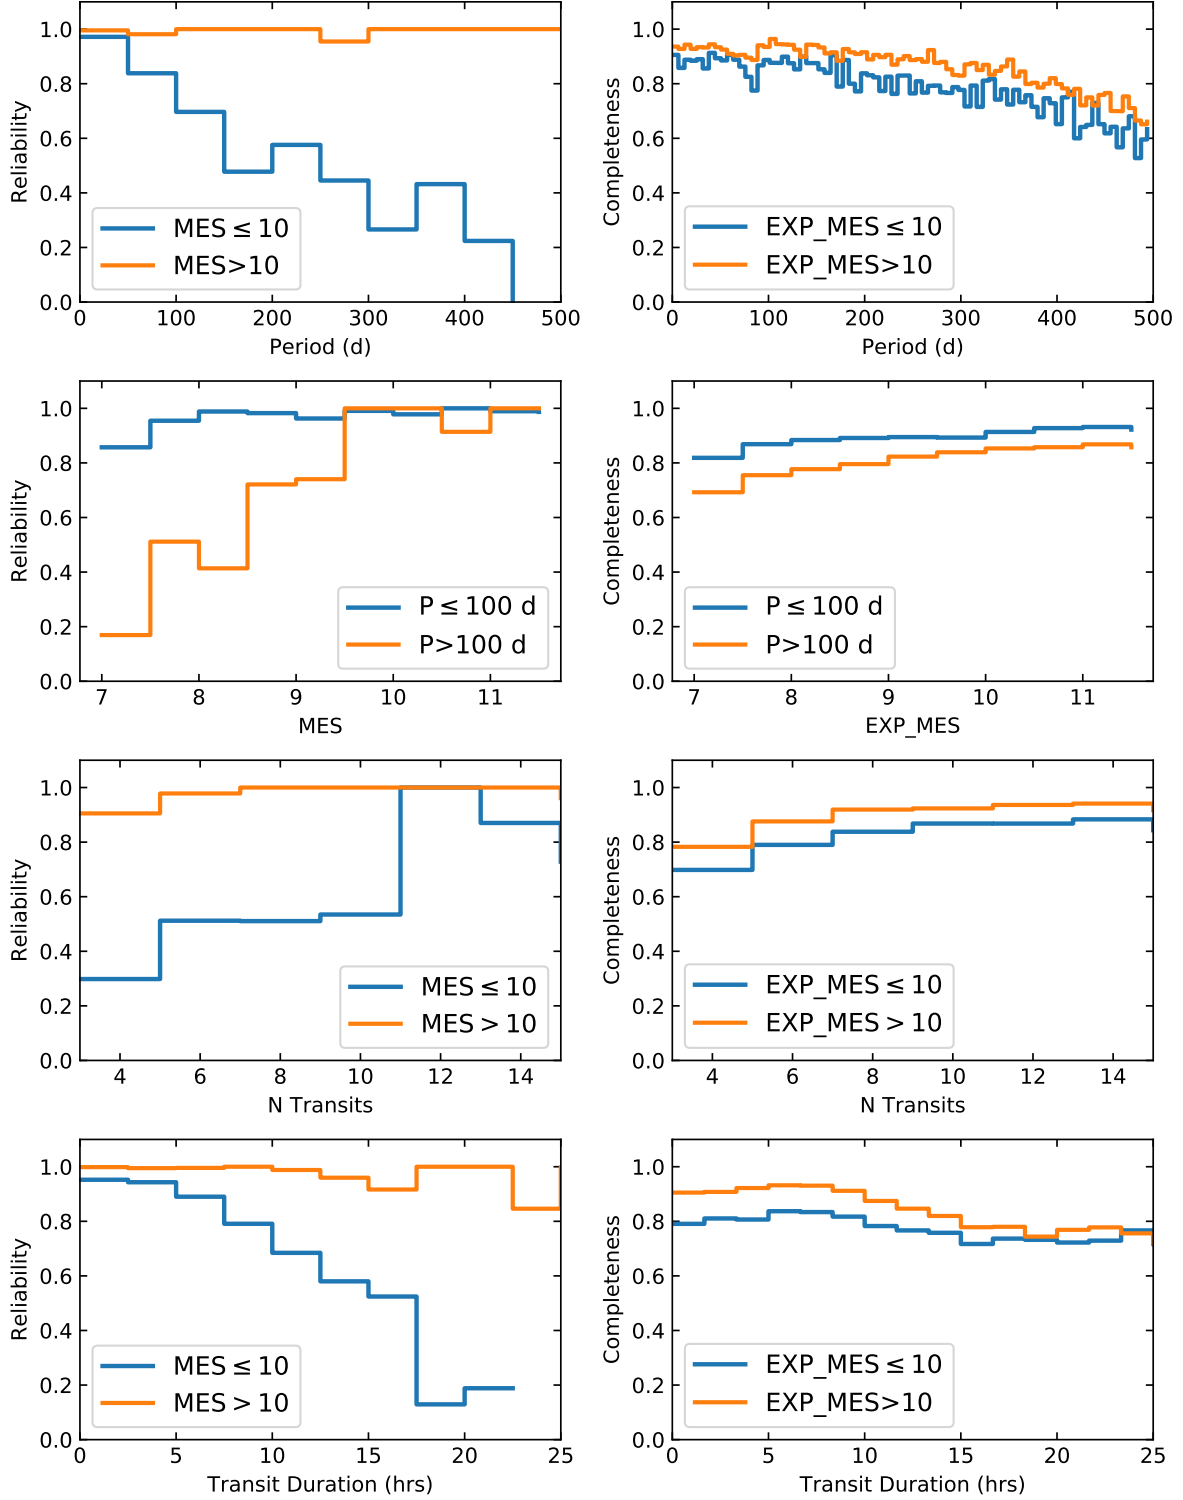 1.0
0.8
0.6
0.4
0.2
0.0
Reliability
MES ≤ 10
MES>10
0 100 200 300 400 500
Period (d)
1.0
0.8
0.6
0.4
0.2
0.0
Completeness
EXP_MES ≤ 10
EXP_MES>10
0 100 200 300 400 500
Period (d)
1.0
0.8
0.6
0.4
0.2
0.0
Reliability
P ≤ 100 d
P>100 d
7 8 9 10 11
MES
1.0
0.8
0.6
0.4
0.2
0.0
Completeness
P ≤ 100 d
P>100 d
7 8 9 10 11
EXP_MES
1.0
0.8
0.6
0.4
0.2
0.0
Reliability
MES ≤ 10
MES > 10
4 6 8 10 12 14
N Transits
1.0
0.8
0.6
0.4
0.2
0.0
Completeness
EXP_MES ≤ 10
EXP_MES > 10
4 6 8 10 12 14
N Transits
1.0
0.8
0.6
0.4
0.2
0.0
Reliability
MES ≤ 10
MES > 10
0 5 10 15 20 25
Transit Duration (hrs)
1.0
0.8
0.6
0.4
0.2
0.0
Completeness
EXP_MES ≤ 10
EXP_MES>10
0 5 10 15 20 25
Transit Duration (hrs)